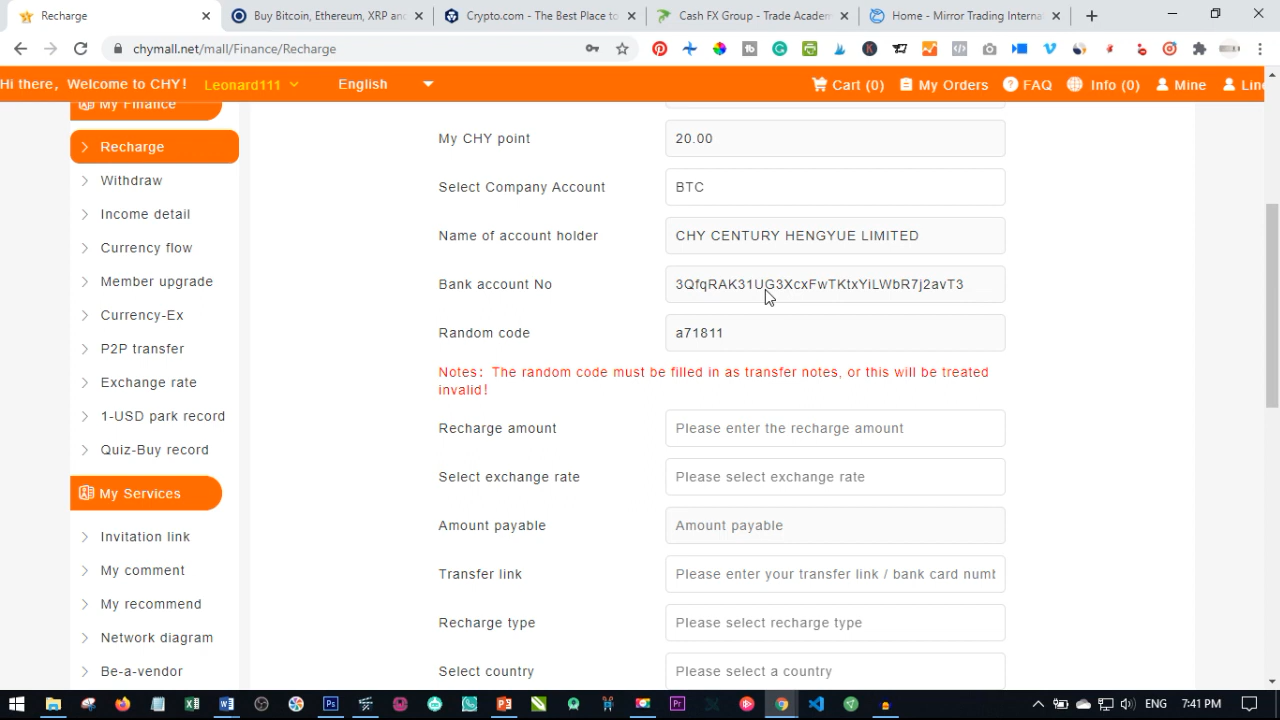 Recharge
Buy Bitcoin, Ethereum, XRP and
Crypto.com - The Best Place to
Cash FX Group - Trade Academ
Home - Mirror Trading Interna
chymall.net/mall/Finance/Recharge
Hi there, Welcome to CHY! Leonard111 English Cart (0) My Orders FAQ Info (0) Mine Line
My Finance
Recharge
Withdraw
Income detail
Currency flow
Member upgrade
Currency-Ex
P2P transfer
Exchange rate
1-USD park record
Quiz-Buy record
My Services
Invitation link
My comment
My recommend
Network diagram
Be-a-vendor
My CHY point 20.00
Select Company Account BTC
Name of account holder CHY CENTURY HENGYUE LIMITED
Bank account No 3QfqRAK31UG3XcxFwTKtxYiLWbR7j2avT3
Random code a71811
Notes: The random code must be filled in as transfer notes, or this will be treated
invalid!
Recharge amount Please enter the recharge amount
Select exchange rate Please select exchange rate
Amount payable Amount payable
Transfer link Please enter your transfer link / bank card numb
Recharge type Please select recharge type
Select country Please select a country
ENG 7:41 PM